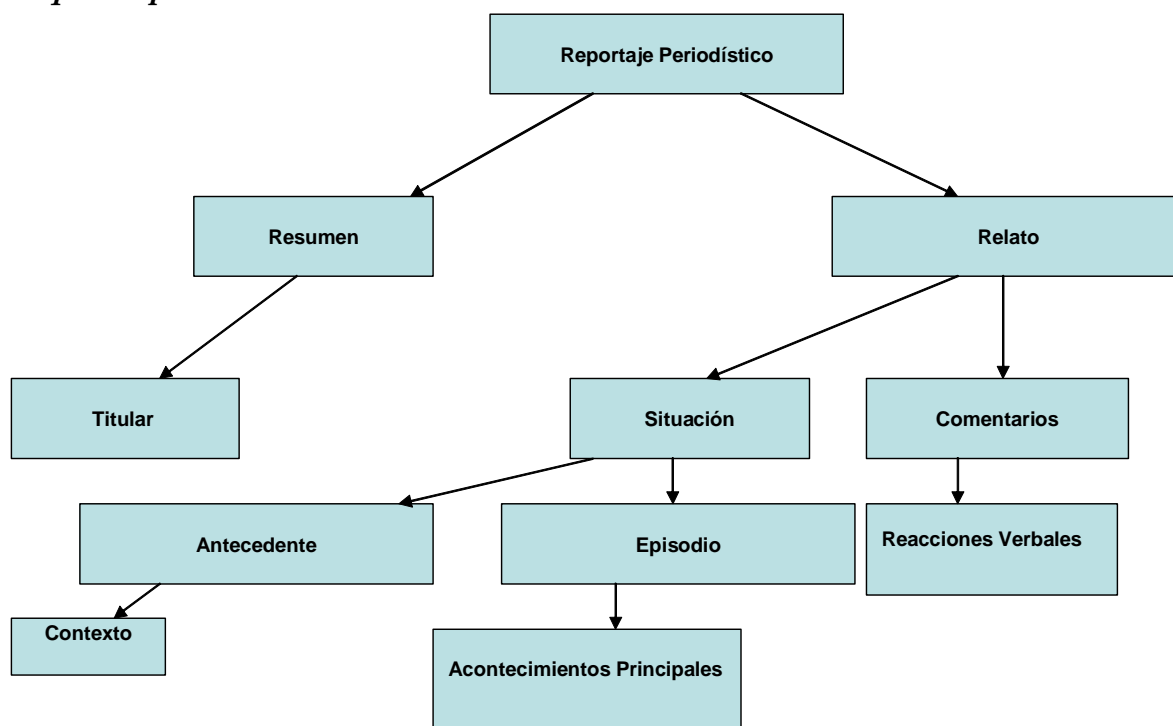 Reportaje Periodístico
Resumen
Relato
Titular
Situación
Comentarios
Antecedente
Episodio
Reacciones Verbales
Contexto
Acontecimientos Principales